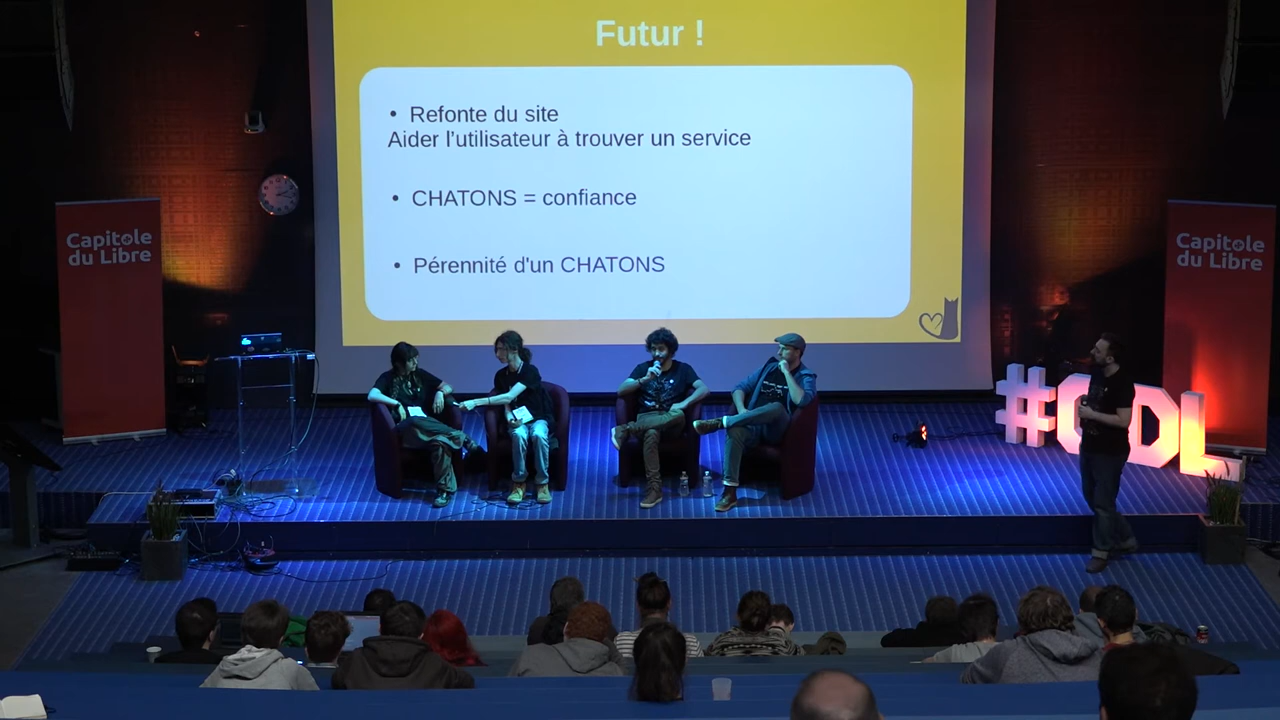 Futur !
• Refonte du site
Aider l'utilisateur à trouver un service
• CHATONS = confiance
• Pérennité d'un CHATONS
Capitole
du Libre
Capitole
du Libre
#CDL